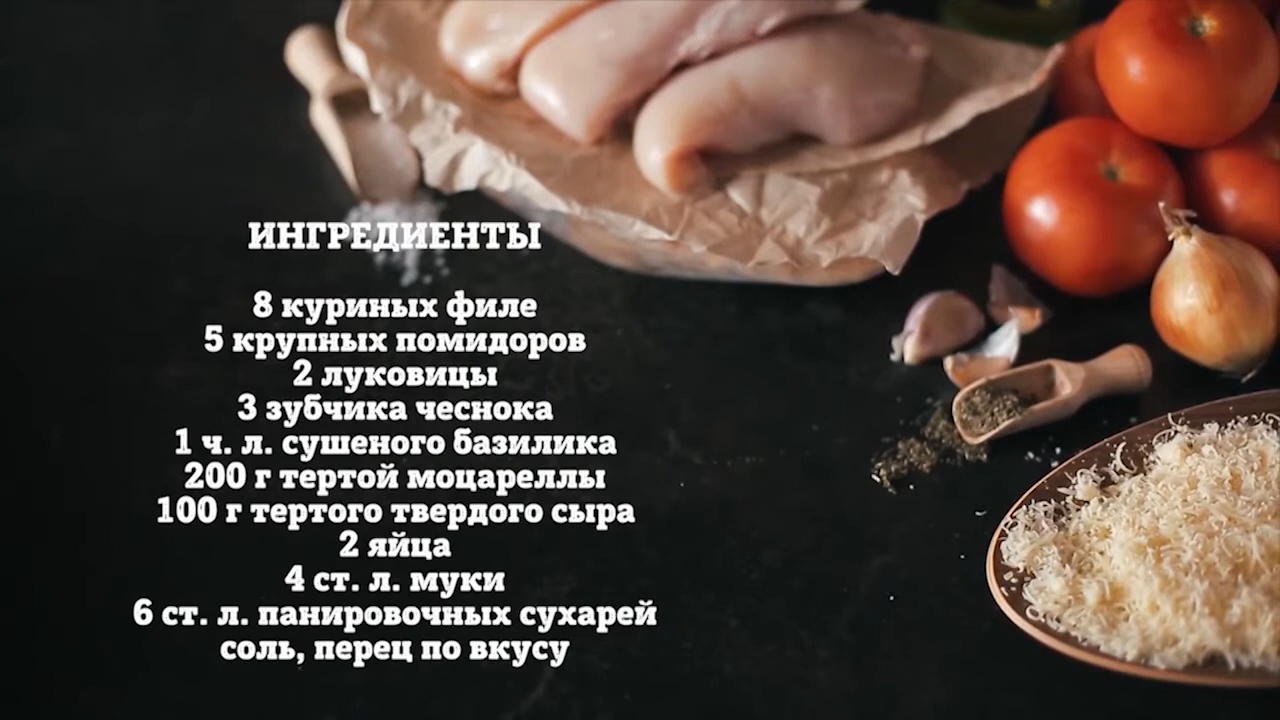 ИНГРЕДИЕНТЫ
8 куриных филе
5 крупных помидоров
2 луковицы
3 зубчика чеснока
1 ч. л. сушеного базилика
200 г тертой моцареллы
100 г тертого твердого сыра
2 яйца
4 ст. л. муки
6 ст. л. панировочных сухарей
соль, перец по вкусу